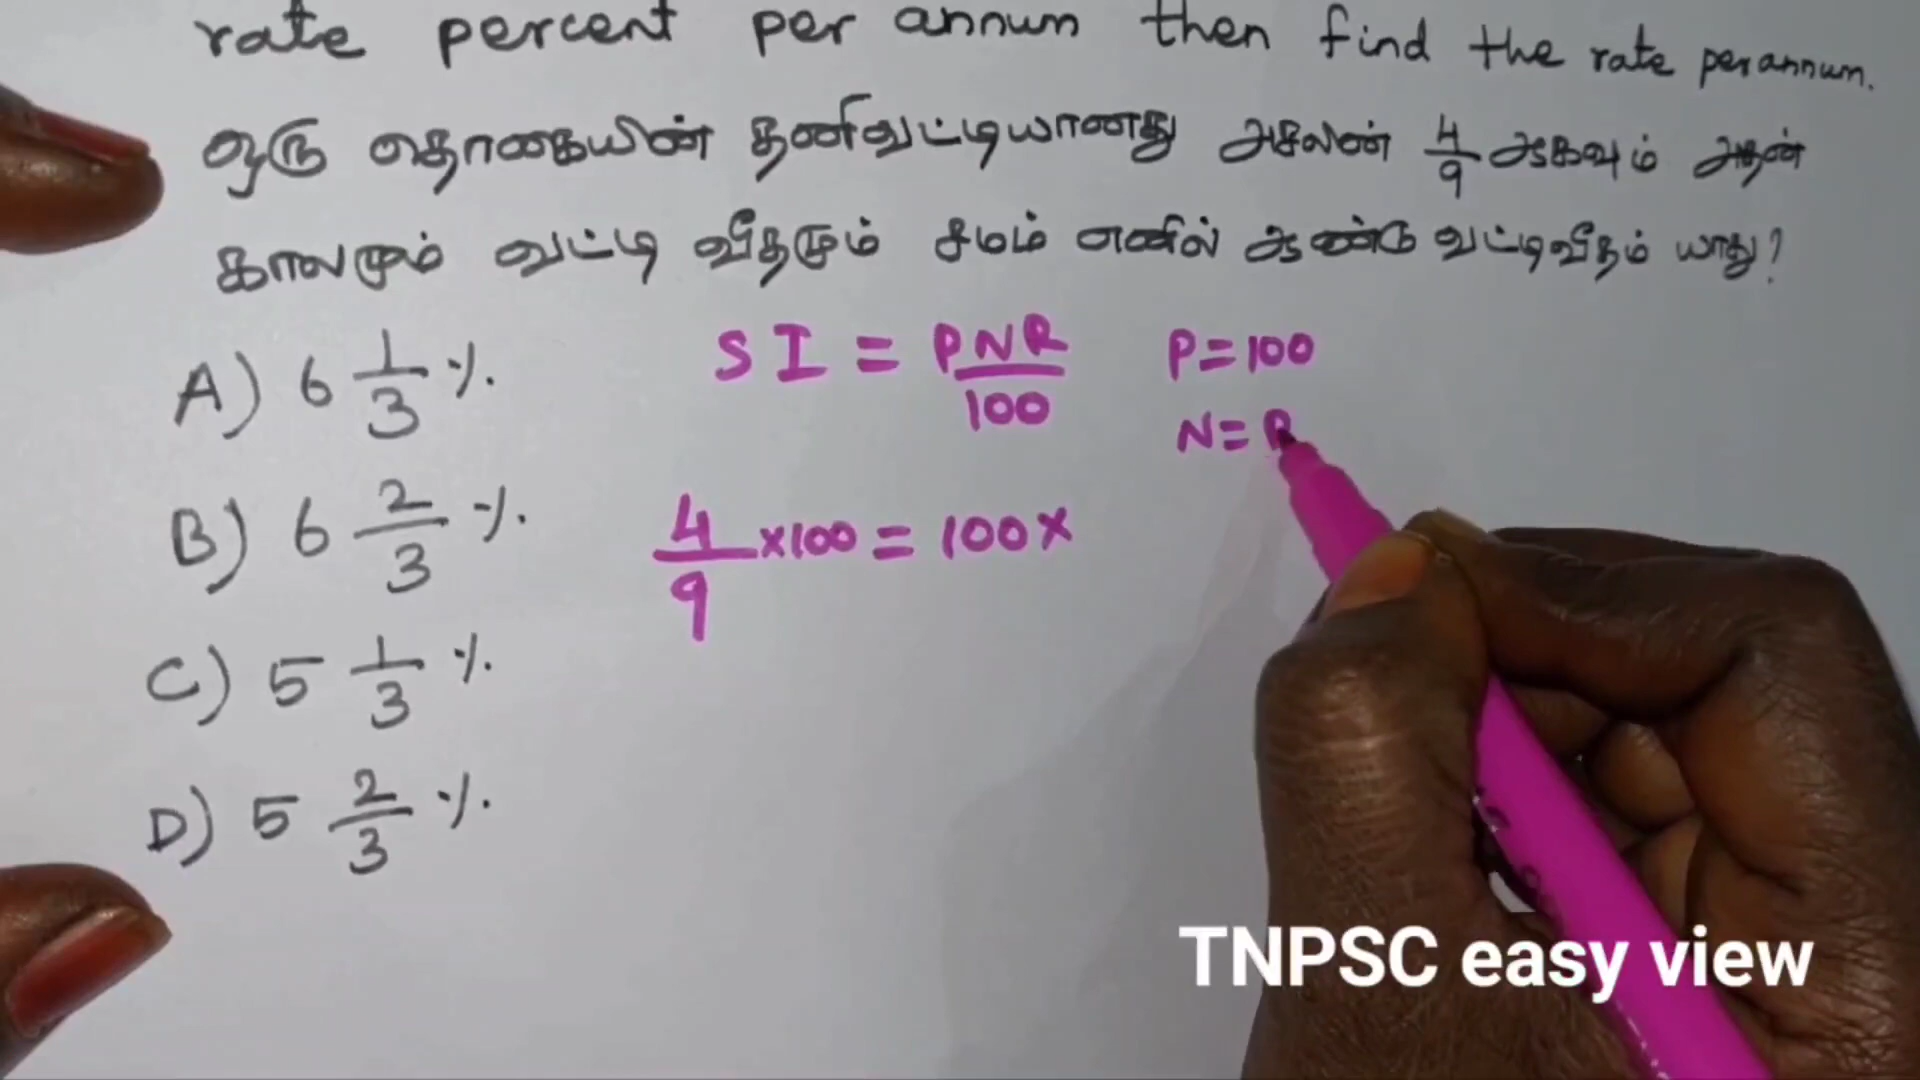 rate percent per annum then find the rate per annum.
ஒரு தொகையின் தனிவட்டியானது அசலின் 4/9 ஆகவும் அதன்
காலமும் வட்டி வீதமும் சமம் எனில் ஆண்டு வட்டிவீதம் யாது?
A) 6 1/3 %
B) 6 2/3 %
C) 5 1/3 %
D) 5 2/3 %
SI = PNR/100
P=100
N=R
4/9 ×100 = 100×
TNPSC easy view